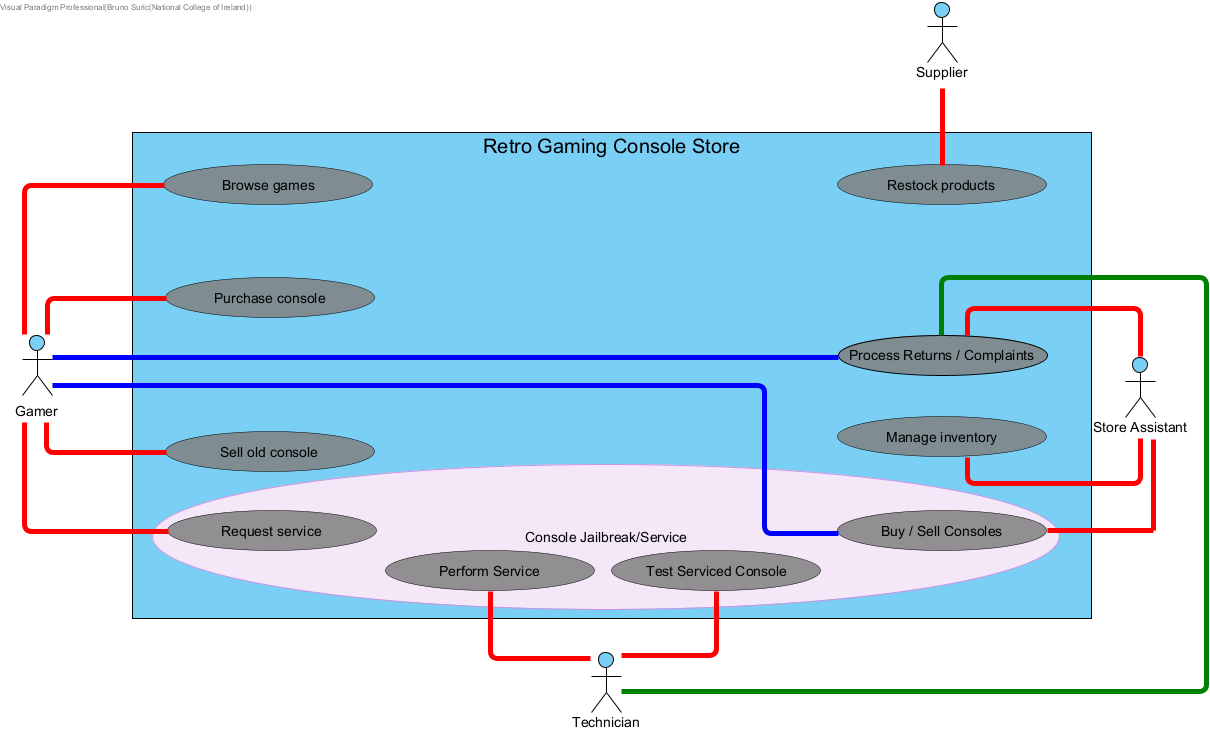 Visual Paradigm Professional(Bruno Suric(National College of Ireland))
Supplier
Retro Gaming Console Store
Browse games
Restock products
Purchase console
Process Returns / Complaints
Gamer
Store Assistant
Manage inventory
Sell old console
Request service
Console Jailbreak/Service
Buy / Sell Consoles
Perform Service
Test Serviced Console
Technician